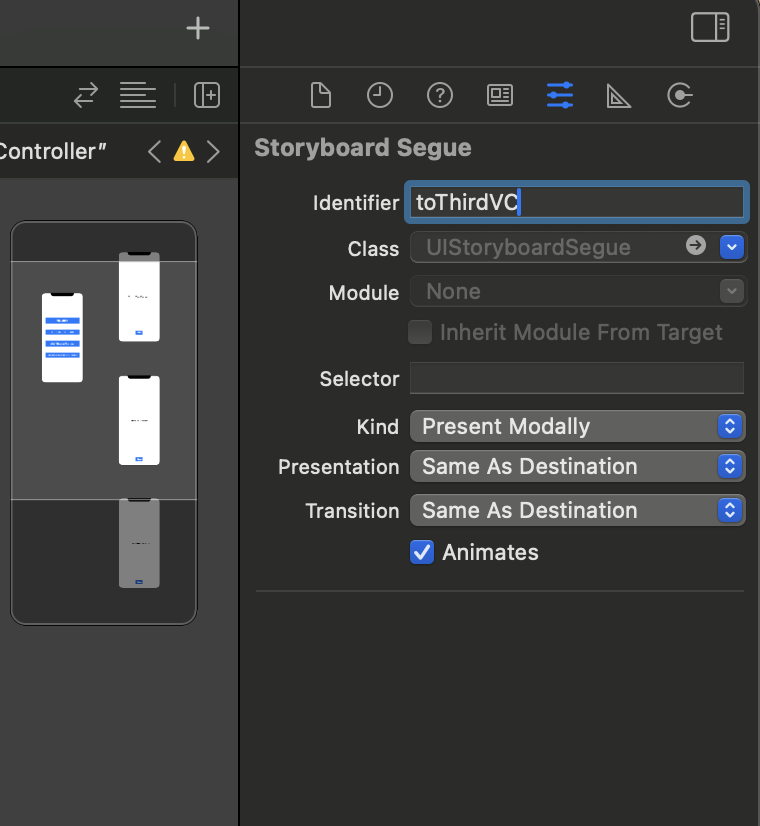 Controller”
Storyboard Segue
Identifier toThirdVC
Class UIStoryboardSegue
Module None
Inherit Module From Target
Selector
Kind Present Modally
Presentation Same As Destination
Transition Same As Destination
Animates